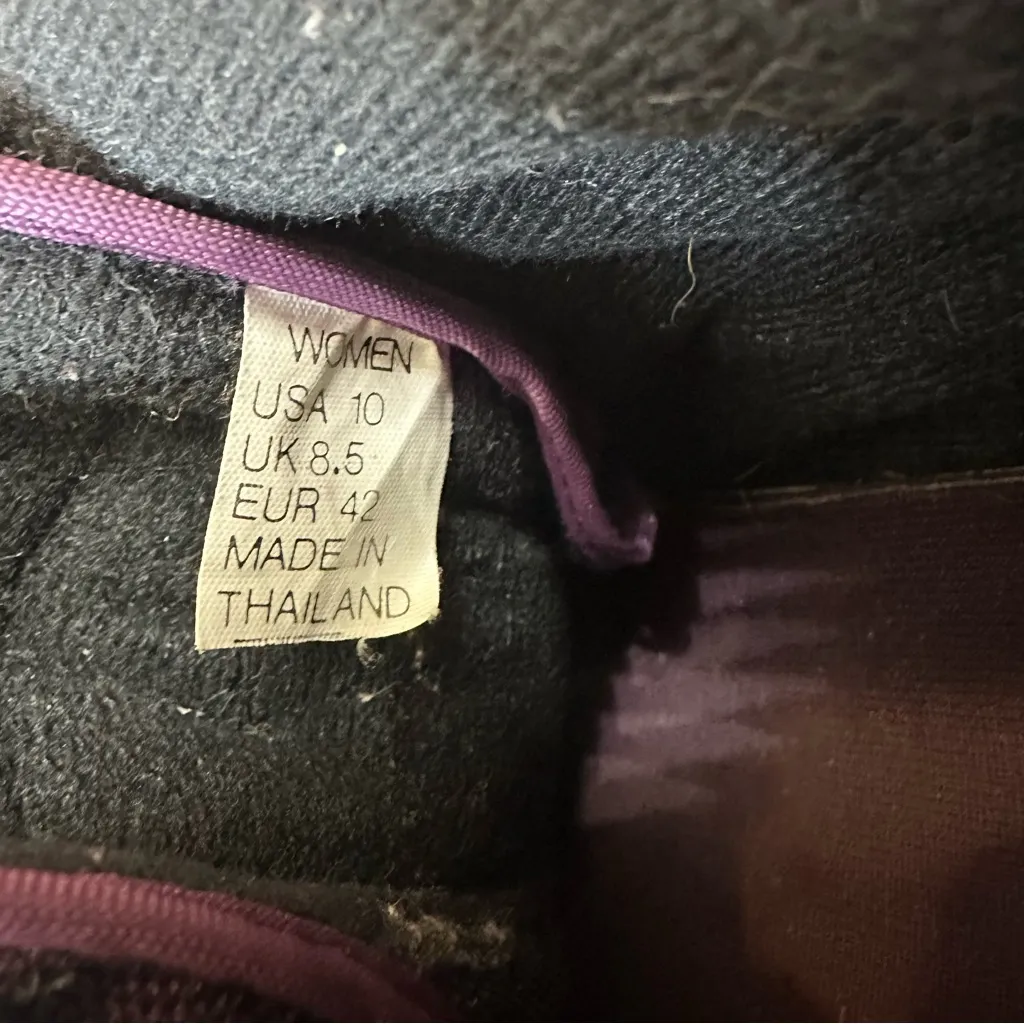 WOMEN
USA 10
UK 8.5
EUR 42
MADE IN
THAILAND